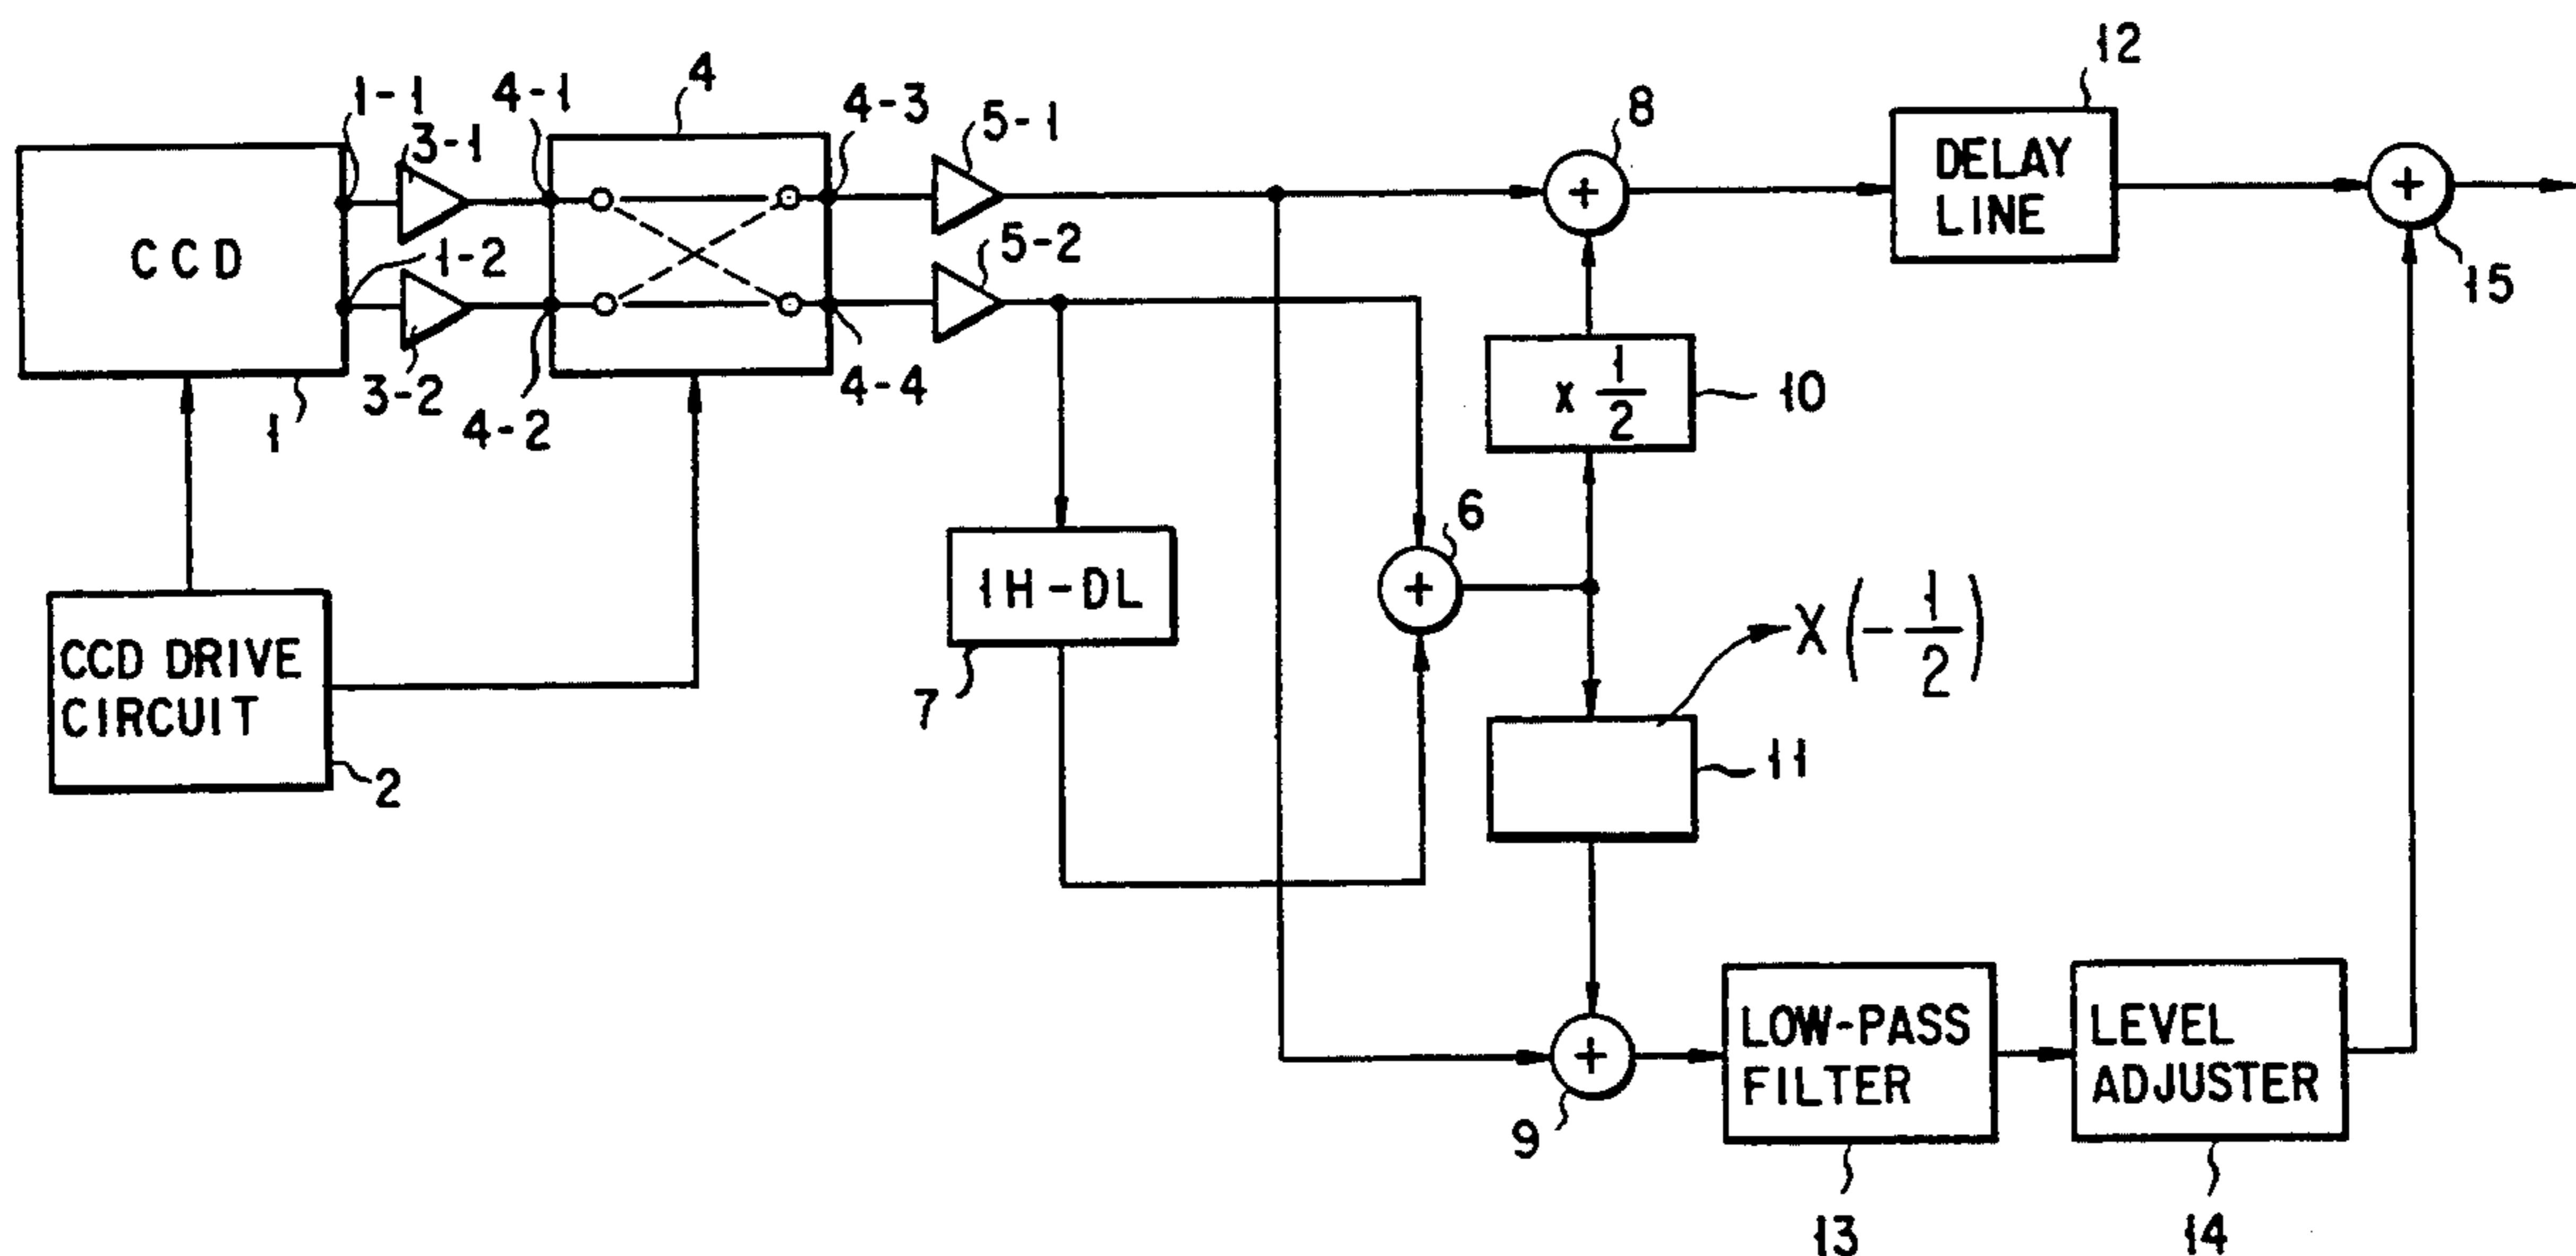 12
4
1-1
4-1
4-3
5-1
8
3-1
DELAY
LINE
+
+
CCD
1-2
5-2
15
3-2
4-2
4-4
1
x 1/2
10
6
1H-DL
+
X (- 1/2)
CCD DRIVE
CIRCUIT
7
2
11
LOW-PASS
FILTER
LEVEL
ADJUSTER
+
9
13
14